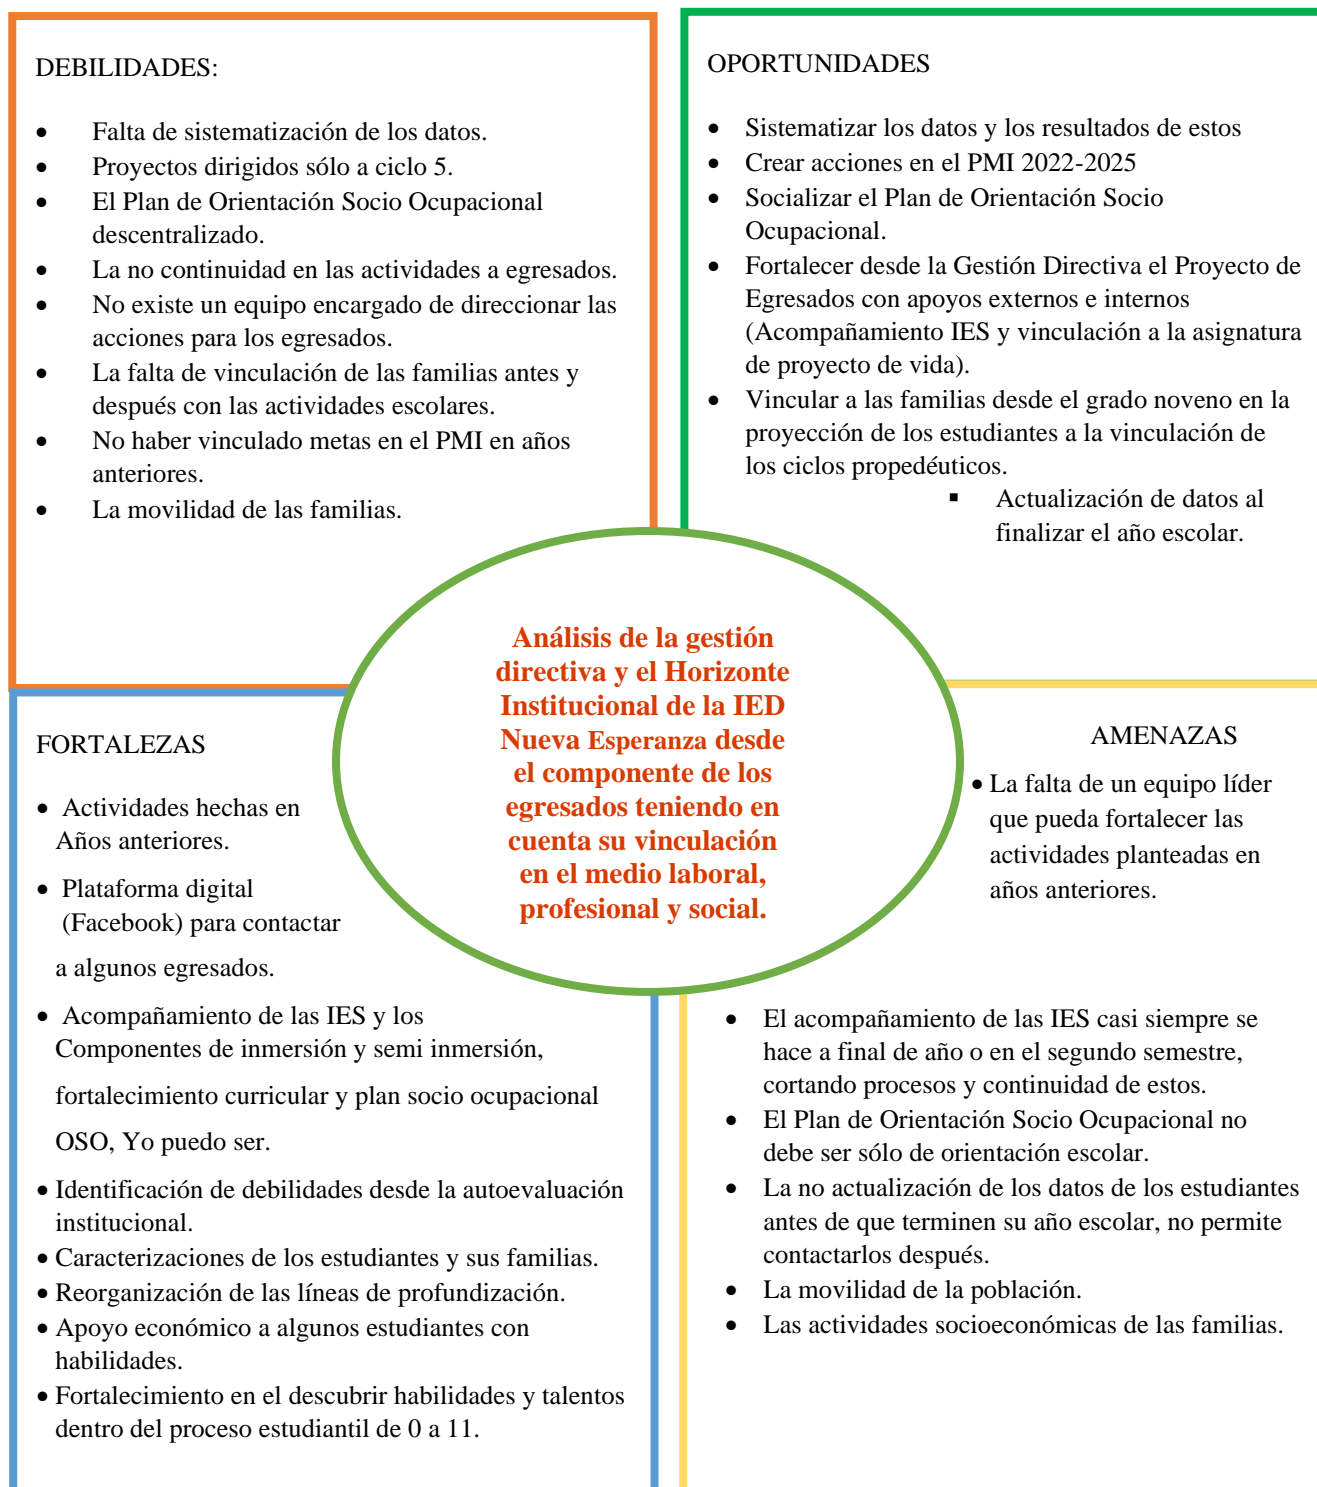 DEBILIDADES:
• Falta de sistematización de los datos.
• Proyectos dirigidos sólo a ciclo 5.
• El Plan de Orientación Socio Ocupacional
descentralizado.
• La no continuidad en las actividades a egresados.
• No existe un equipo encargado de direccionar las
acciones para los egresados.
• La falta de vinculación de las familias antes y
después con las actividades escolares.
• No haber vinculado metas en el PMI en años
anteriores.
• La movilidad de las familias.
OPORTUNIDADES
• Sistematizar los datos y los resultados de estos
• Crear acciones en el PMI 2022-2025
• Socializar el Plan de Orientación Socio
Ocupacional.
• Fortalecer desde la Gestión Directiva el Proyecto de
Egresados con apoyos externos e internos
(Acompañamiento IES y vinculación a la asignatura
de proyecto de vida).
• Vincular a las familias desde el grado noveno en la
proyección de los estudiantes a la vinculación de
los ciclos propedéuticos.
▪ Actualización de datos al
finalizar el año escolar.
Análisis de la gestión
directiva y el Horizonte
Institucional de la IED
Nueva Esperanza desde
el componente de los
egresados teniendo en
cuenta su vinculación
en el medio laboral,
profesional y social.
FORTALEZAS
• Actividades hechas en
Años anteriores.
• Plataforma digital
(Facebook) para contactar
a algunos egresados.
• Acompañamiento de las IES y los
Componentes de inmersión y semi inmersión,
fortalecimiento curricular y plan socio ocupacional
OSO, Yo puedo ser.
• Identificación de debilidades desde la autoevaluación
institucional.
• Caracterizaciones de los estudiantes y sus familias.
• Reorganización de las líneas de profundización.
• Apoyo económico a algunos estudiantes con
habilidades.
• Fortalecimiento en el descubrir habilidades y talentos
dentro del proceso estudiantil de 0 a 11.
AMENAZAS
• La falta de un equipo líder
que pueda fortalecer las
actividades planteadas en
años anteriores.
• El acompañamiento de las IES casi siempre se
hace a final de año o en el segundo semestre,
cortando procesos y continuidad de estos.
• El Plan de Orientación Socio Ocupacional no
debe ser sólo de orientación escolar.
• La no actualización de los datos de los estudiantes
antes de que terminen su año escolar, no permite
contactarlos después.
• La movilidad de la población.
• Las actividades socioeconómicas de las familias.